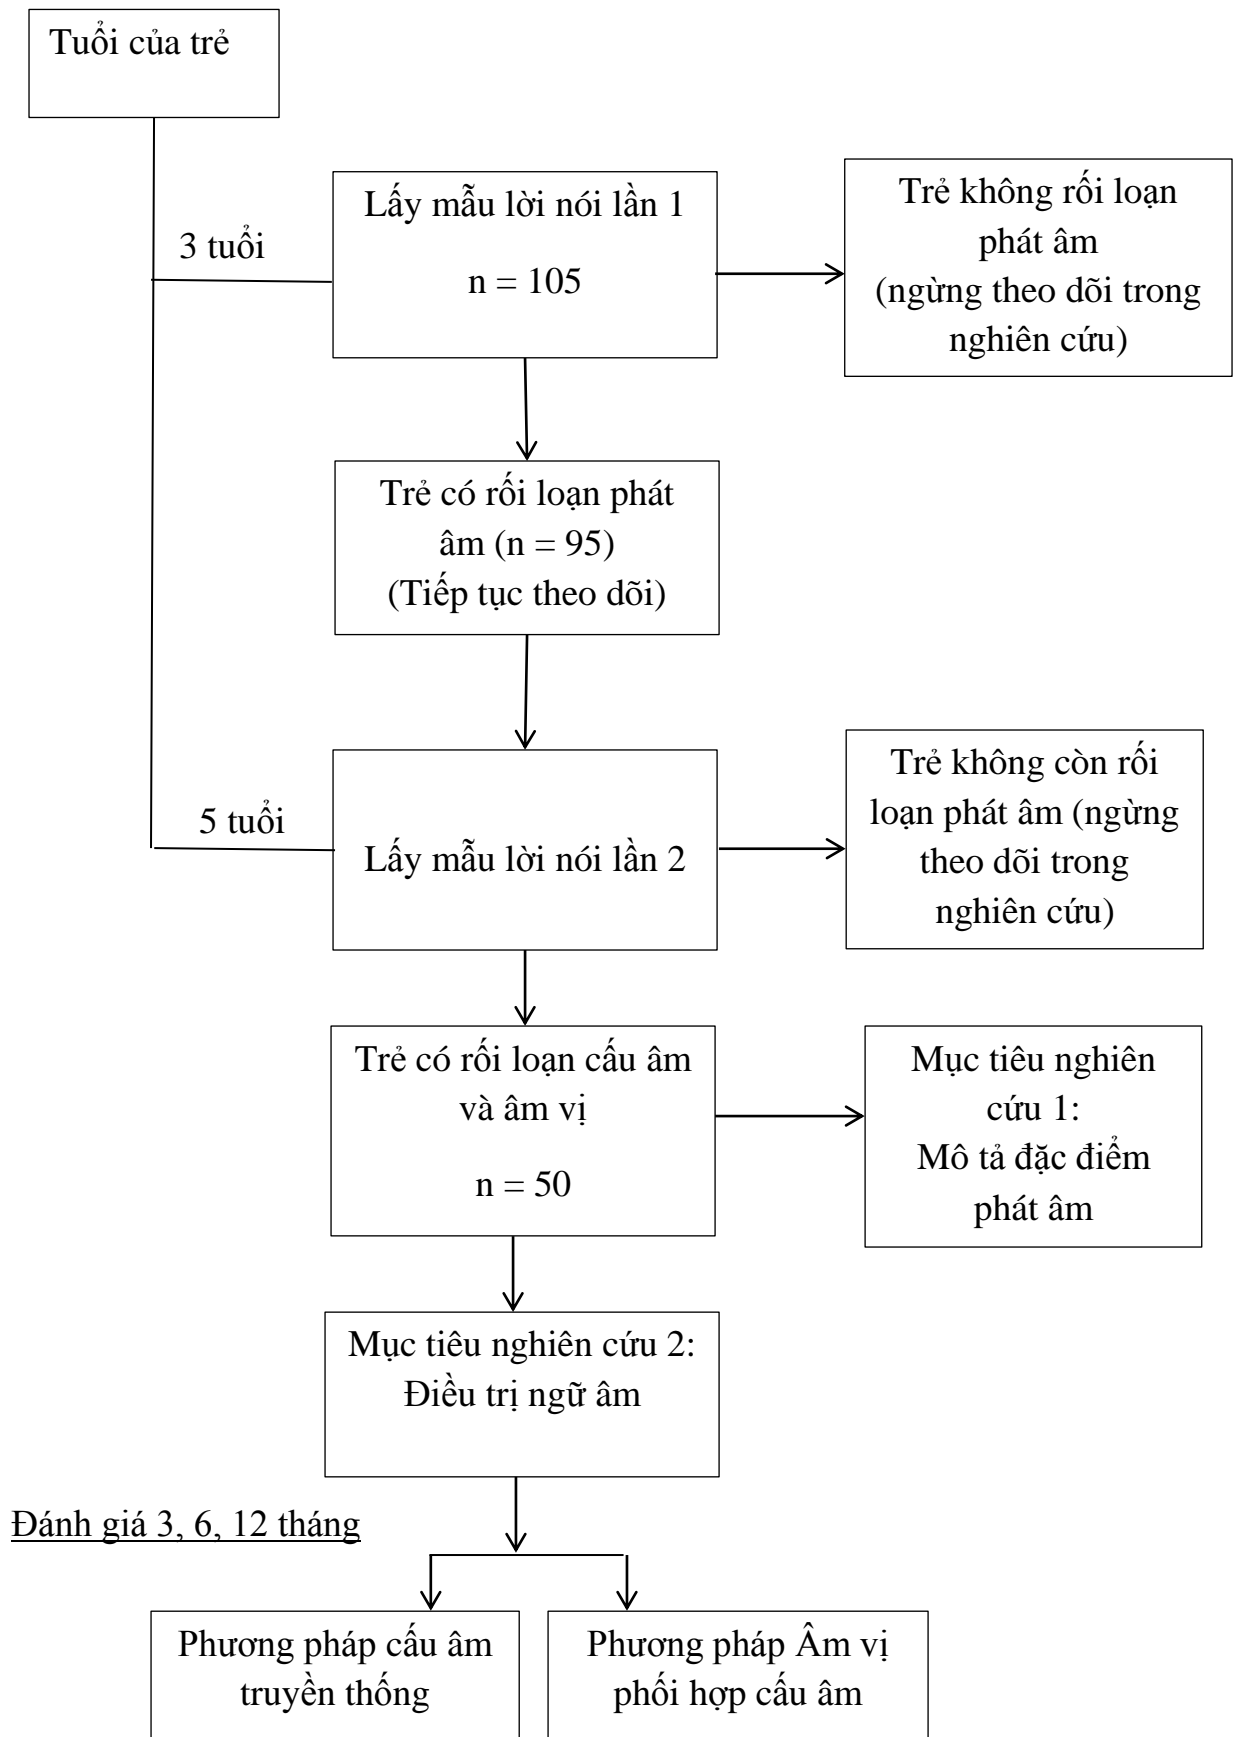 Tuổi của trẻ
3 tuổi
Lấy mẫu lời nói lần 1
n = 105
Trẻ không rối loạn
phát âm
(ngừng theo dõi trong
nghiên cứu)
Trẻ có rối loạn phát
âm (n = 95)
(Tiếp tục theo dõi)
5 tuổi
Lấy mẫu lời nói lần 2
Trẻ không còn rối
loạn phát âm (ngừng
theo dõi trong
nghiên cứu)
Trẻ có rối loạn cấu âm
và âm vị
n = 50
Mục tiêu nghiên
cứu 1:
Mô tả đặc điểm
phát âm
Mục tiêu nghiên cứu 2:
Điều trị ngữ âm
Đánh giá 3, 6, 12 tháng
Phương pháp cấu âm
truyền thống
Phương pháp Âm vị
phối hợp cấu âm